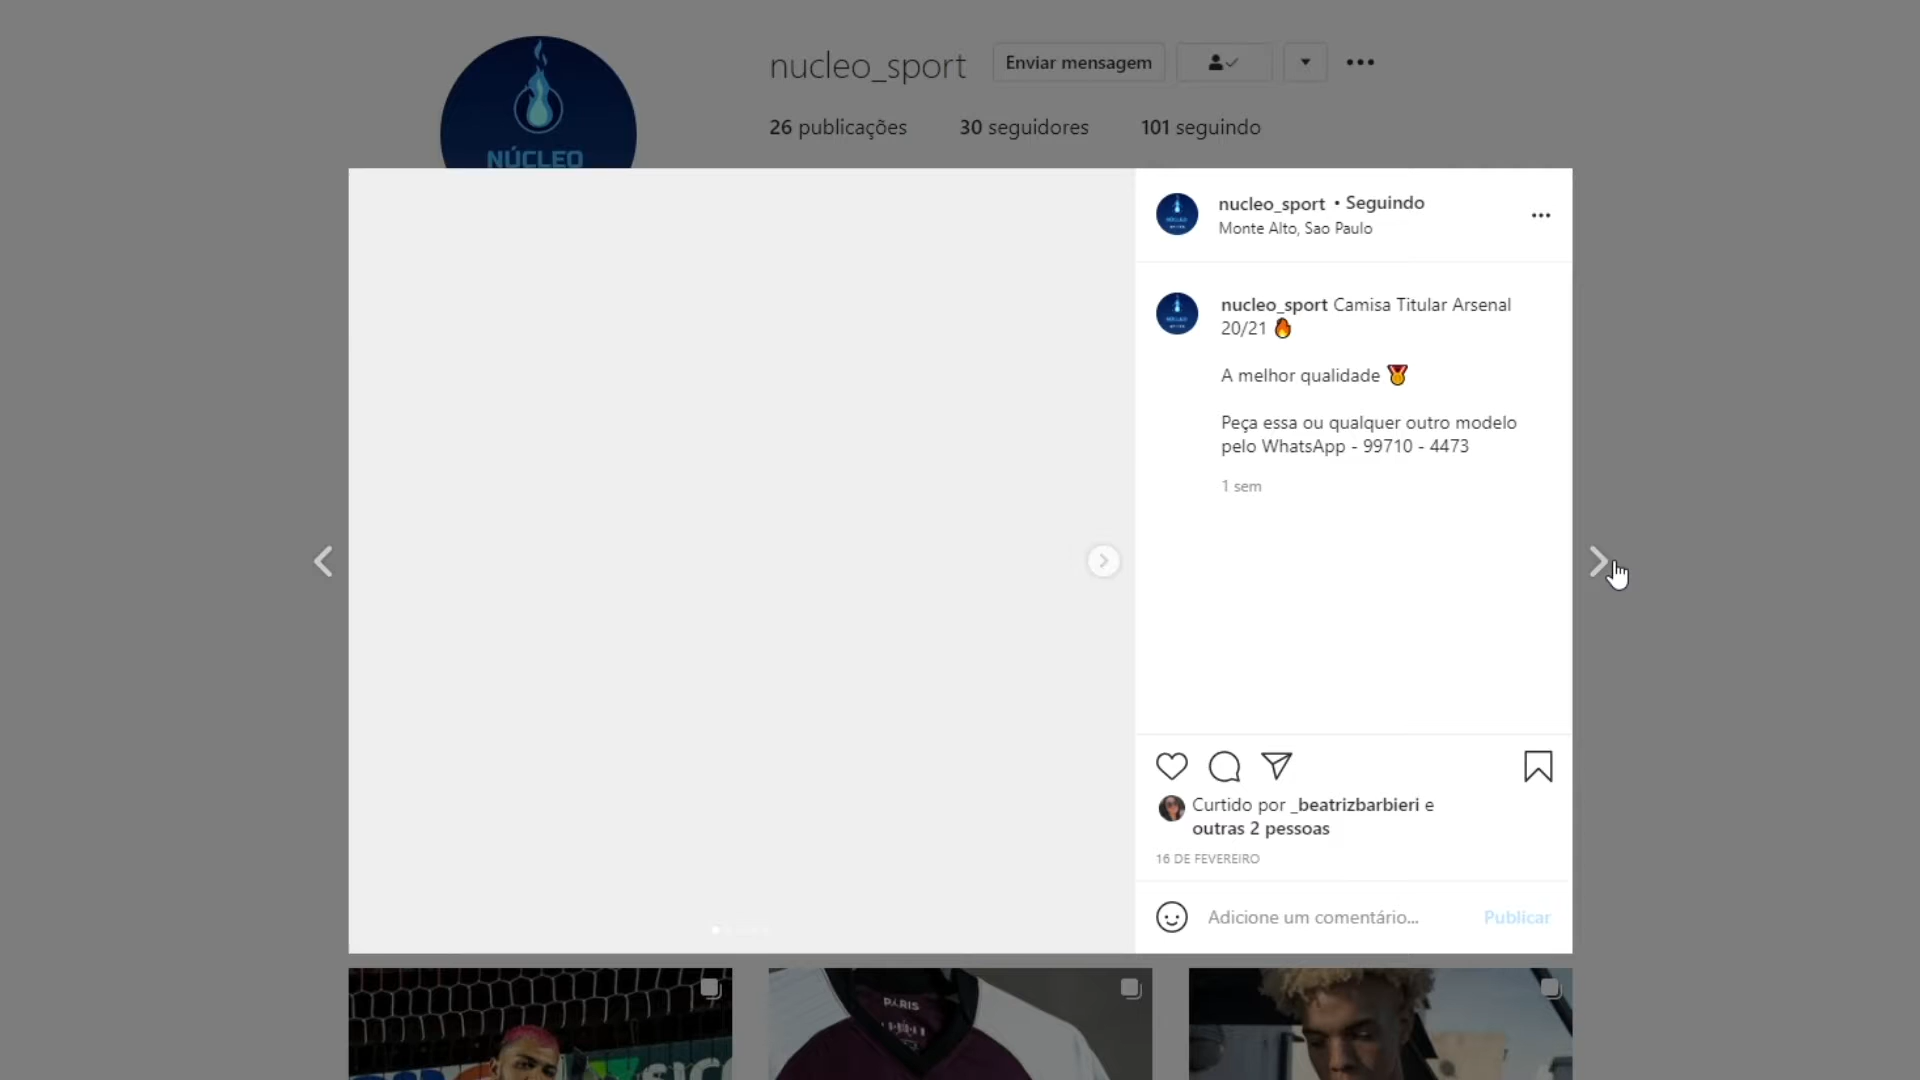 nucleo_sport
Enviar mensagem
26 publicações
30 seguidores
101 seguindo
NÚCLEO
nucleo_sport • Seguindo
Monte Alto, Sao Paulo
nucleo_sport Camisa Titular Arsenal
20/21 🔥
A melhor qualidade 🏅
Peça essa ou qualquer outro modelo
pelo WhatsApp - 99710 - 4473
1 sem
Curtido por _beatrizbarbieri e
outras 2 pessoas
16 DE FEVEREIRO
Adicione um comentário...
Publicar
PARIS